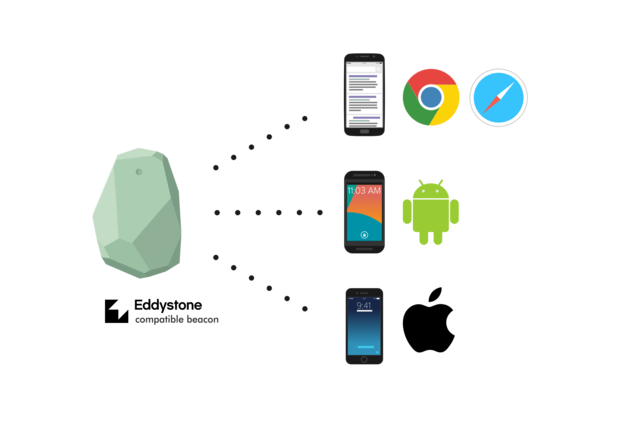 11:03 AM
Eddystone
compatible beacon
9:41